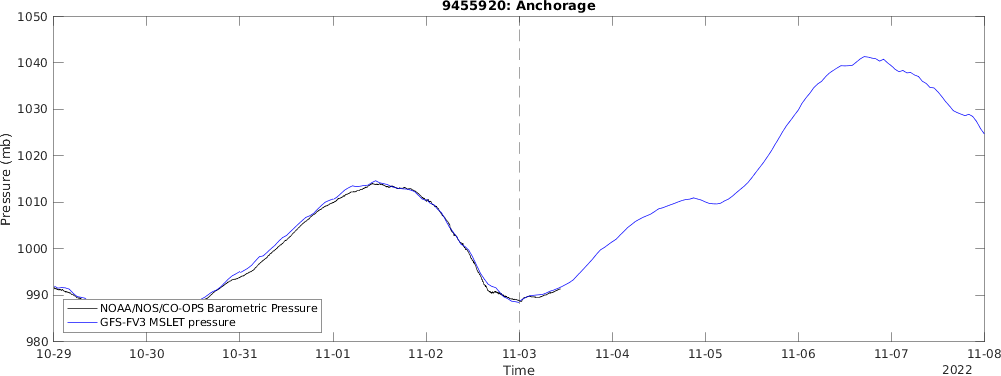 9455920: Anchorage
1050
1040
1030
1020
1010
1000
990
980
Pressure (mb)
NOAA/NOS/CO-OPS Barometric Pressure
GFS-FV3 MSLET pressure
10-29 10-30 10-31 11-01 11-02 11-03 11-04 11-05 11-06 11-07 11-08
Time
2022